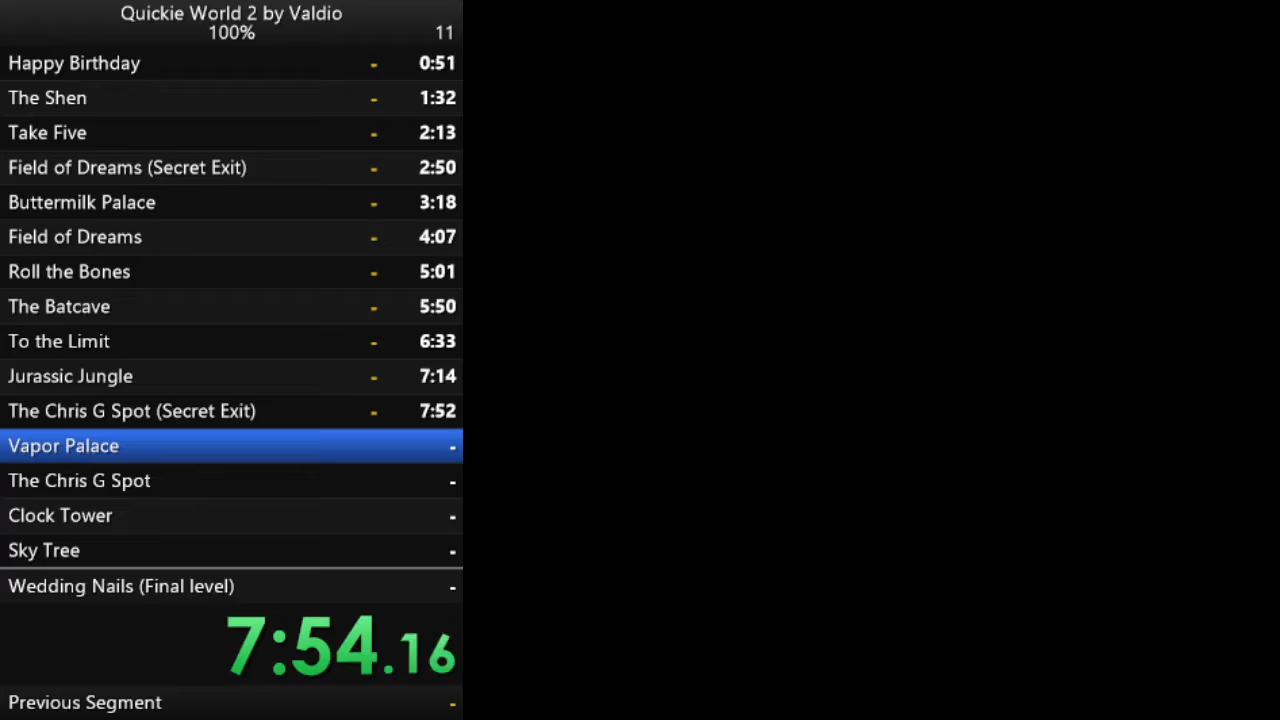 Quickie World 2 by Valdio
100% 11
Happy Birthday - 0:51
The Shen - 1:32
Take Five - 2:13
Field of Dreams (Secret Exit) - 2:50
Buttermilk Palace - 3:18
Field of Dreams - 4:07
Roll the Bones - 5:01
The Batcave - 5:50
To the Limit - 6:33
Jurassic Jungle - 7:14
The Chris G Spot (Secret Exit) - 7:52
Vapor Palace -
The Chris G Spot -
Clock Tower -
Sky Tree -
Wedding Nails (Final level) -
7:54.16
Previous Segment -